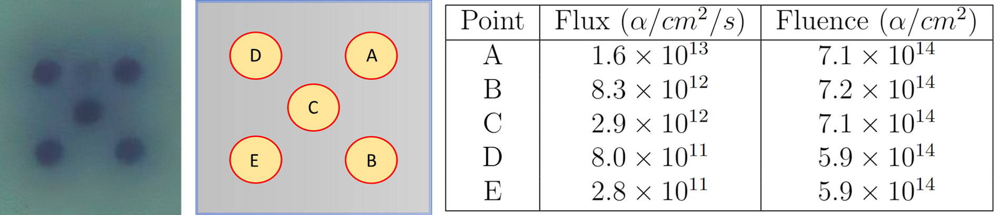 D A
C
E B
Point Flux (α/cm²/s) Fluence (α/cm²)
A 1.6 × 10¹³ 7.1 × 10¹⁴
B 8.3 × 10¹² 7.2 × 10¹⁴
C 2.9 × 10¹² 7.1 × 10¹⁴
D 8.0 × 10¹¹ 5.9 × 10¹⁴
E 2.8 × 10¹¹ 5.9 × 10¹⁴